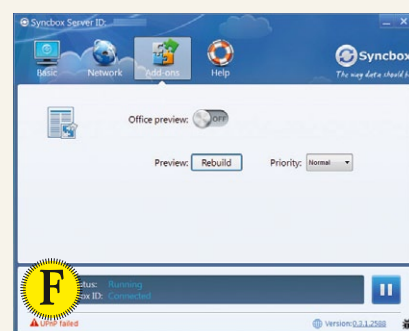 Syncbox Server ID:
Basic
Network
Add-ons
Help
Syncbox
The way data should b
Office preview:
OFF
Preview:
Rebuild
Priority:
Normal
F
tus: Running
ox ID: Connected
UPnP failed
Version:0.3.1.2588